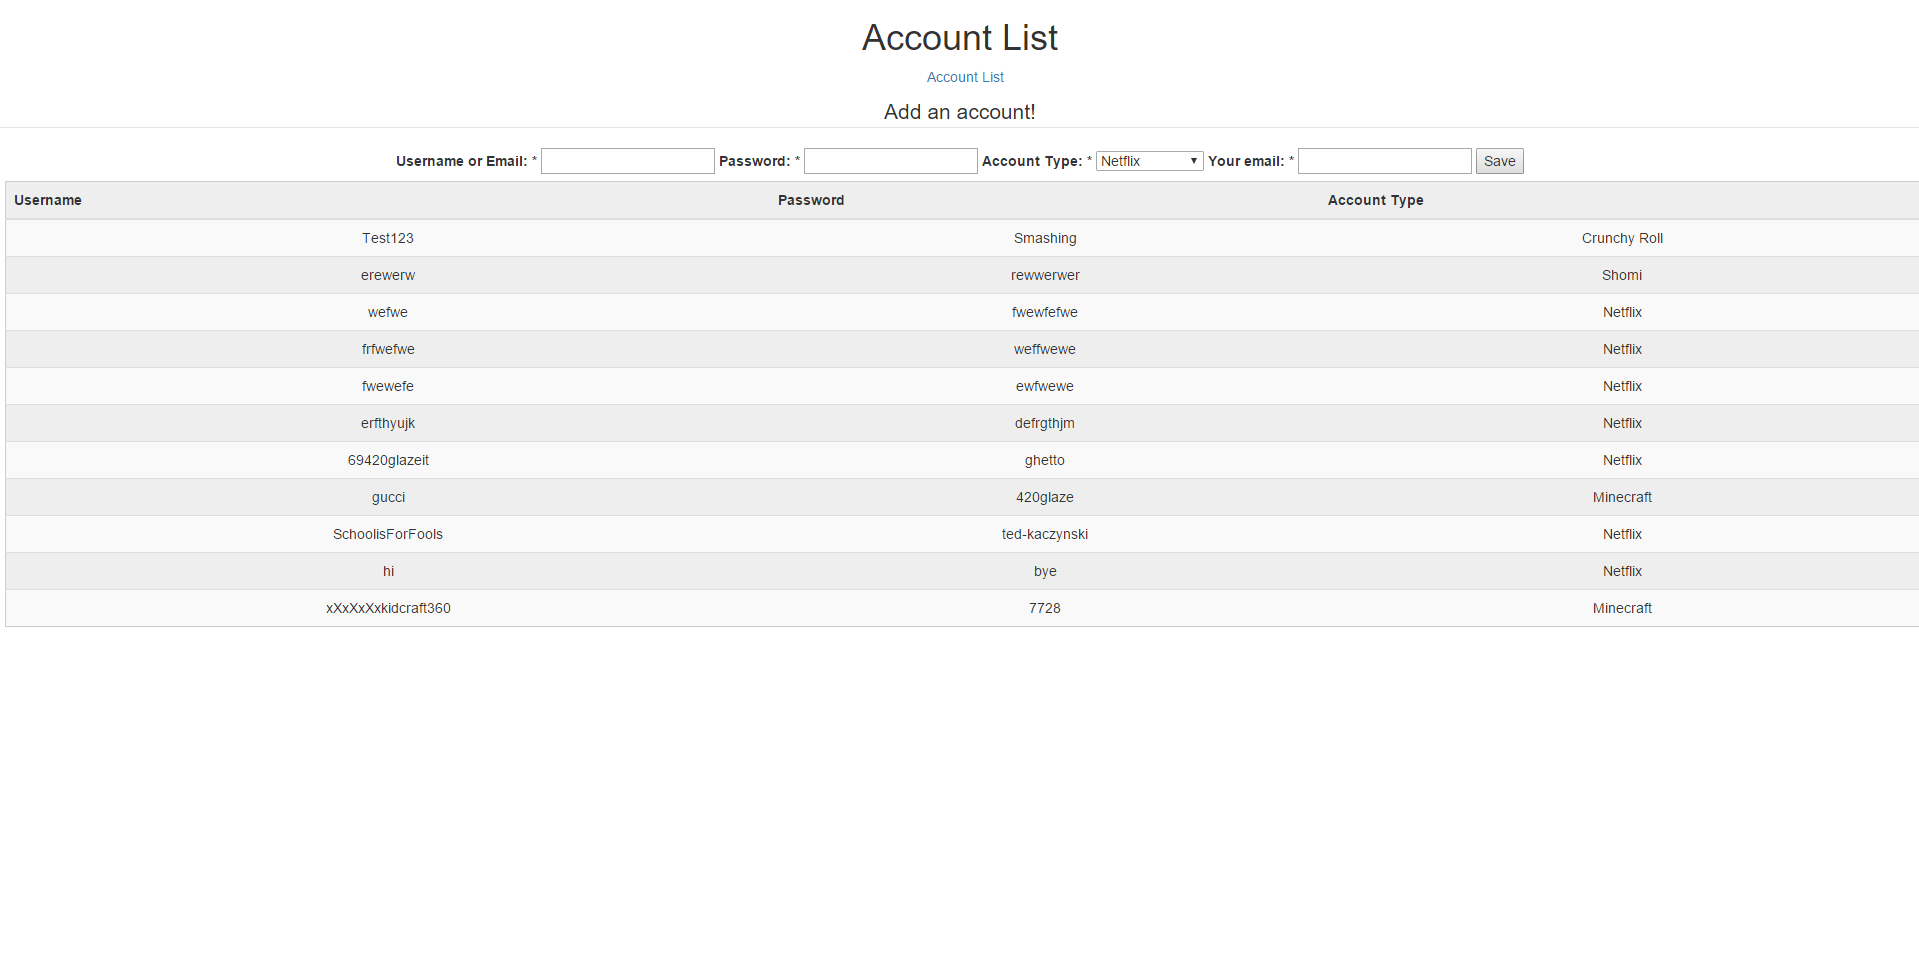 Account List
Account List
Add an account!
Username or Email: * Password: * Account Type: * Netflix Your email: * Save
Username Password Account Type
Test123 Smashing Crunchy Roll
erewerw rewwerwer Shomi
wefwe fwewfefwe Netflix
frfwefwe weffwewe Netflix
fwewefe ewfwewe Netflix
erfthyujk defrgthjm Netflix
69420glazeit ghetto Netflix
gucci 420glaze Minecraft
SchoolisForFools ted-kaczynski Netflix
hi bye Netflix
xXxXxXxkidcraft360 7728 Minecraft